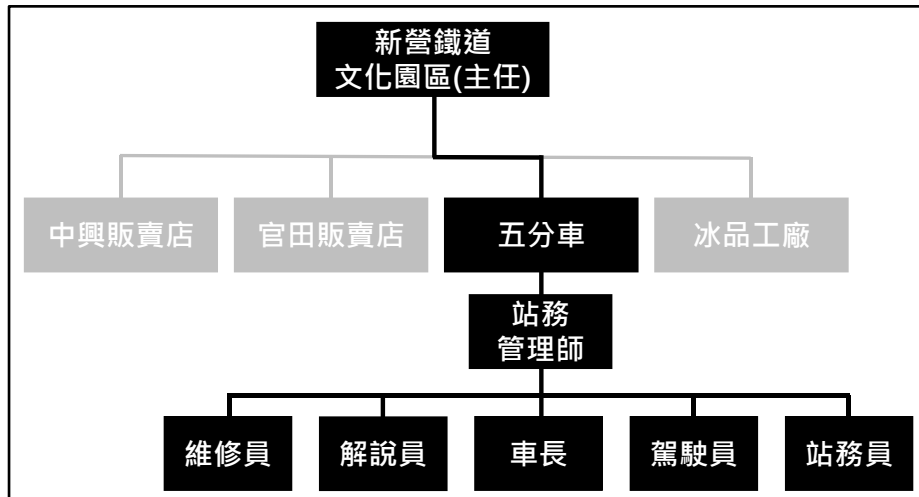 新營鐵道
文化園區(主任)
中興販賣店
官田販賣店
五分車
冰品工廠
站務
管理師
維修員
解說員
車長
駕駛員
站務員